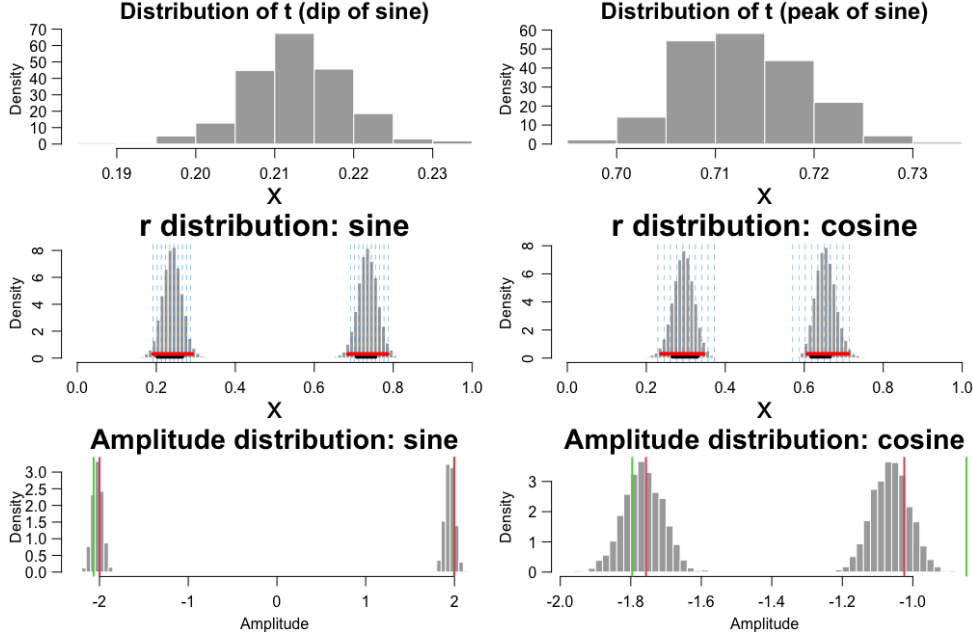 Distribution of t (dip of sine)
Distribution of t (peak of sine)
Density
70
60
50
40
30
20
10
0
0.19 0.20 0.21 0.22 0.23
X
Density
60
50
40
30
20
10
0
0.70 0.71 0.72 0.73
X
r distribution: sine
r distribution: cosine
Density
8
6
4
2
0
0.0 0.2 0.4 0.6 0.8 1.0
X
Density
8
6
4
2
0
0.0 0.2 0.4 0.6 0.8 1.0
X
Amplitude distribution: sine
Amplitude distribution: cosine
Density
3.0
2.5
2.0
1.5
1.0
0.5
0.0
-2 -1 0 1 2
Amplitude
Density
3
2
1
0
-2.0 -1.8 -1.6 -1.4 -1.2 -1.0
Amplitude